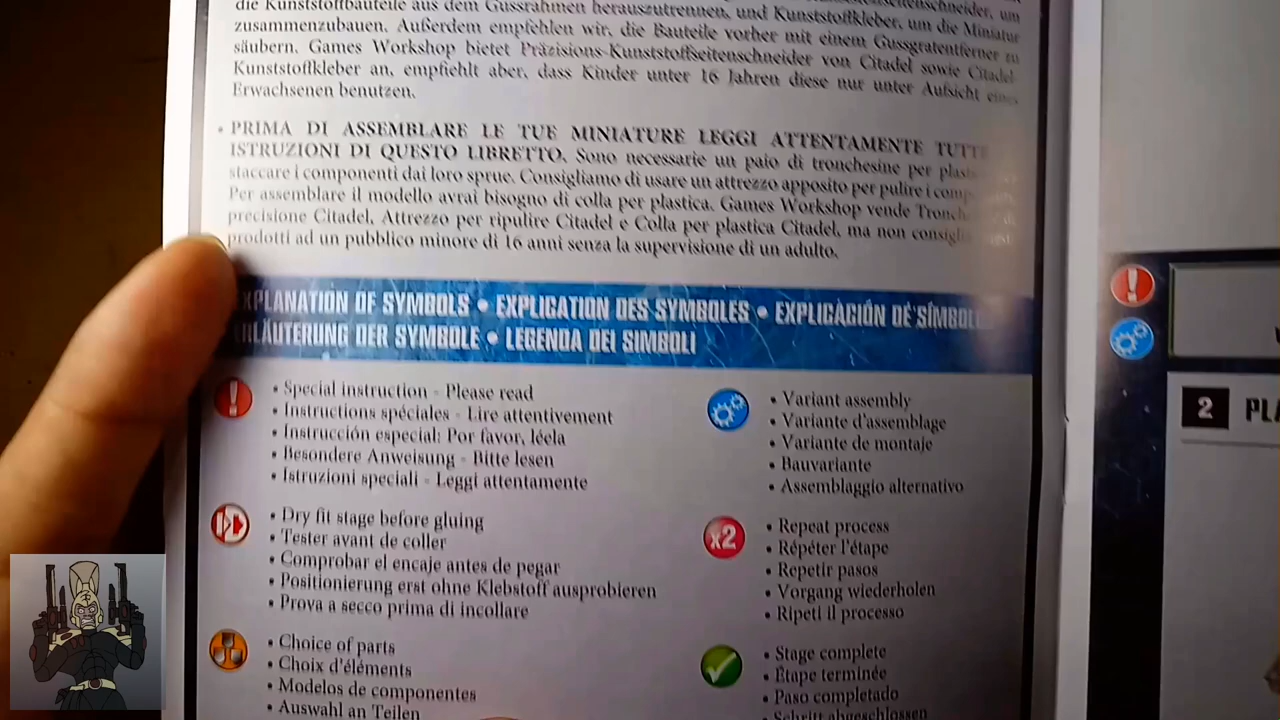 die Kunststoffbauteile aus dem Gussrahmen herauszutrennen, und Kunststoffkleber, um die Miniatur
zusammenzubauen. Außerdem empfehlen wir, die Bauteile vorher mit einem Gussgratentferner zu
säubern. Games Workshop bietet Präzisions-Kunststoffseitenschneider von Citadel sowie Citadel-
Kunststoffkleber an, empfiehlt aber, dass Kinder unter 16 Jahren diese nur unter Aufsicht eines
Erwachsenen benutzen.
• PRIMA DI ASSEMBLARE LE TUE MINIATURE LEGGI ATTENTAMENTE TUTTE
ISTRUZIONI DI QUESTO LIBRETTO. Sono necessarie un paio di tronchesine per
staccare i componenti dai loro sprue. Consigliamo di usare un attrezzo apposito per pulire i
Per assemblare il modello avrai bisogno di colla per plastica. Games Workshop vende
precisione Citadel, Attrezzo per ripulire Citadel e Colla per plastica Citadel, ma non
prodotti ad un pubblico minore di 16 anni senza la supervisione di un adulto.
EXPLANATION OF SYMBOLS • EXPLICATION DES SYMBOLES • EXPLICACIÓN DE
ERLÄUTERUNG DER SYMBOLE • LEGENDA DEI SIMBOLI
!
• Special instruction - Please read
• Instructions spéciales - Lire attentivement
• Instrucción especial: Por favor, léela
• Besondere Anweisung - Bitte lesen
• Istruzioni speciali - Leggi attentamente
• Dry fit stage before gluing
• Tester avant de coller
• Comprobar el encaje antes de pegar
• Positionierung erst ohne Klebstoff ausprobieren
• Prova a secco prima di incollare
• Choice of parts
• Choix d'éléments
• Modelos de componentes
• Auswahl an Teilen
• Variant assembly
• Variante d'assemblage
• Variante de montaje
• Bauvariante
• Assemblaggio alternativo
x2
• Repeat process
• Répéter l'étape
• Repetir pasos
• Vorgang wiederholen
• Ripeti il processo
• Stage complete
• Étape terminée
• Paso completado
• Schritt abgeschlossen
!
2